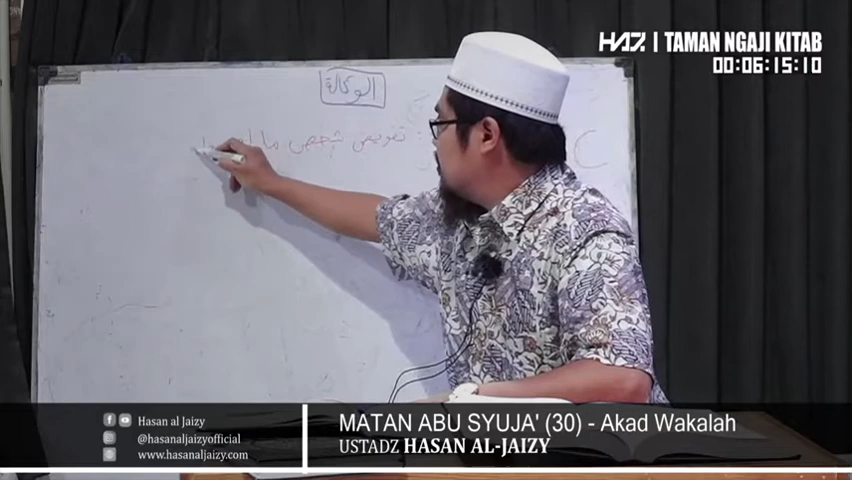 HAJ | TAMAN NGAJI KITAB
00:06:15:10
الوكالة
: تفويض شخص ما
Hasan al Jaizy
@hasanaljaizyofficial
www.hasanaljaizy.com
MATAN ABU SYUJA' (30) - Akad Wakalah
USTADZ HASAN AL-JAIZY